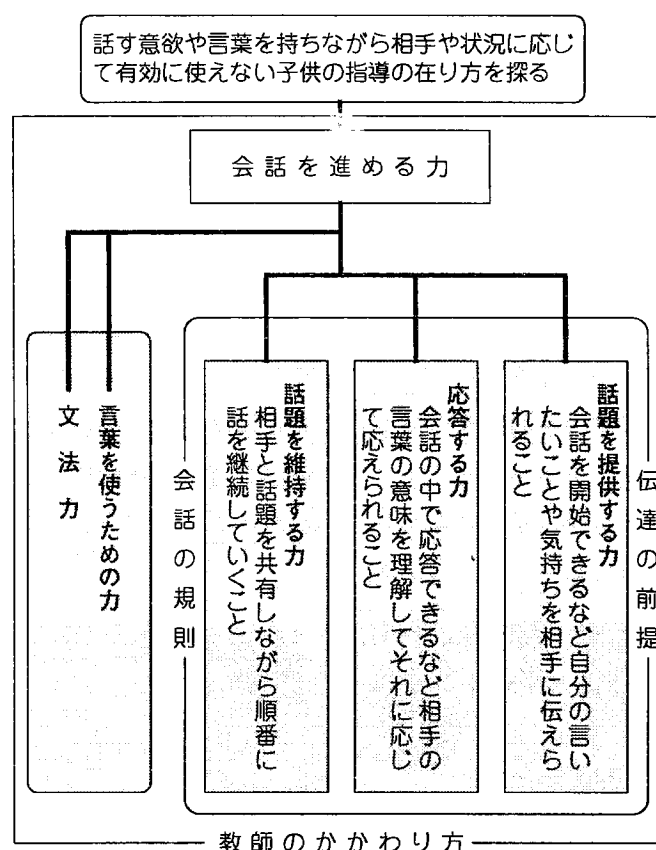 話す意欲や言葉を持ちながら相手や状況に応じ
て有効に使えない子供の指導の在り方を探る
会話を進める力
伝達の前提
話題を提供する力
会話を開始できるなど自分の言い
たいことや気持ちを相手に伝えら
れること
応答する力
会話の中で応答できるなど相手の
言葉の意味を理解してそれに応じ
て応えられること
話題を維持する力
相手と話題を共有しながら順番に
話を継続していくこと
会話の規則
言葉を使うための力
文法力
教師のかかわり方